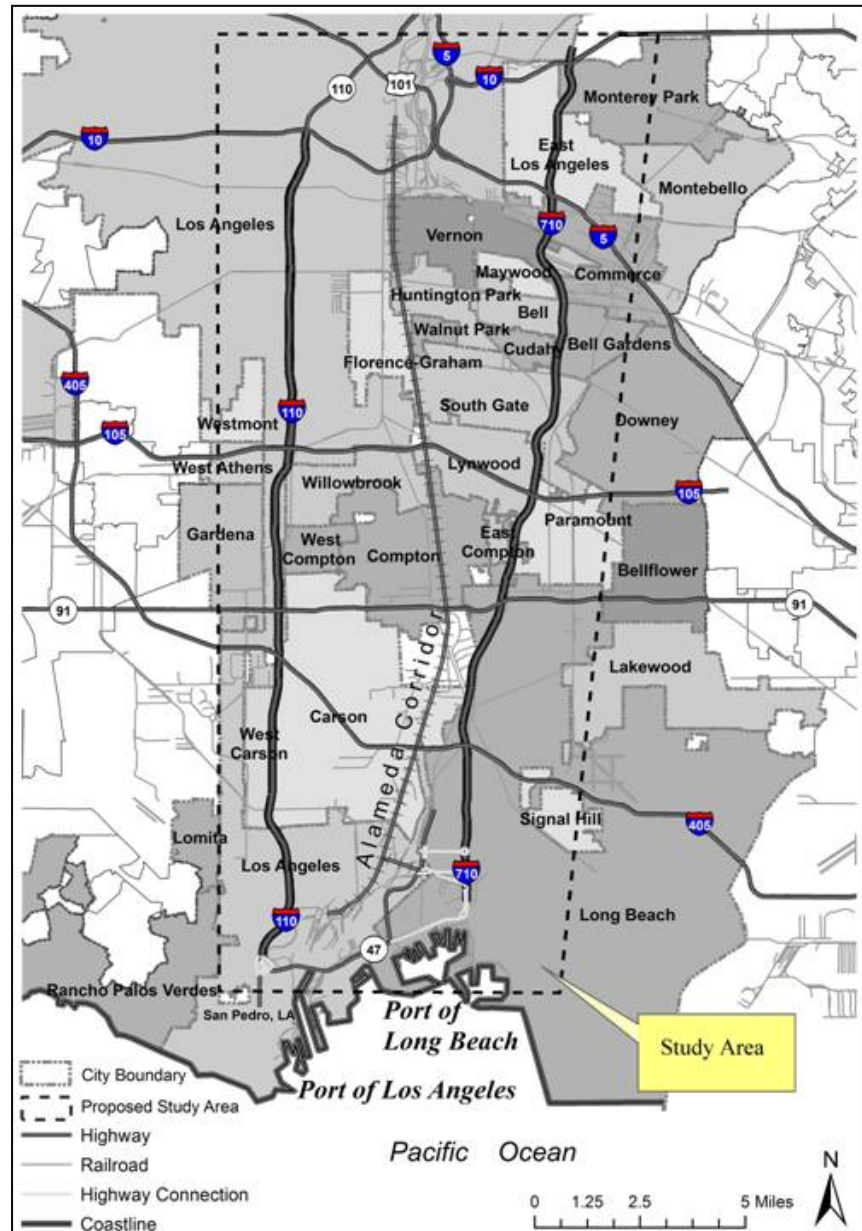 5
10
110
101
Monterey Park
10
East
Los Angeles
Montebello
Los Angeles
710
5
Vernon
Maywood
Commerce
Huntington Park
Bell
Walnut Park
Cudahy
Bell Gardens
Florence-Graham
405
110
South Gate
Downey
Westmont
105
West Athens
Lynwood
Willowbrook
105
Gardena
West
Compton
Compton
East
Compton
Paramount
Bellflower
91
91
Alameda Corridor
Lakewood
West
Carson
Carson
Signal Hill
405
Lomita
Los Angeles
710
110
Long Beach
47
Rancho Palos Verdes
San Pedro, LA
Port of
Long Beach
Study Area
Port of Los Angeles
City Boundary
Proposed Study Area
Highway
Railroad
Highway Connection
Coastline
Pacific Ocean
N
0 1.25 2.5 5 Miles